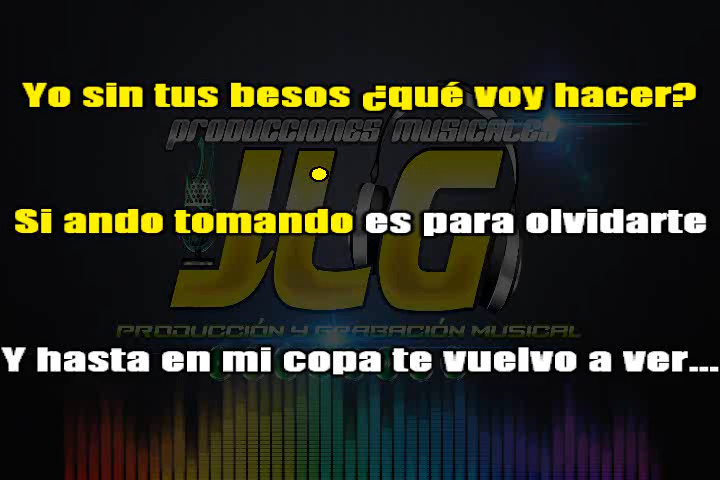 Yo sin tus besos ¿qué voy hacer?
PRODUCCIONES MUSICALES
JLG
Si ando tomando es para olvidarte
PRODUCCIÓN Y GRABACIÓN MUSICAL
Y hasta en mi copa te vuelvo a ver...